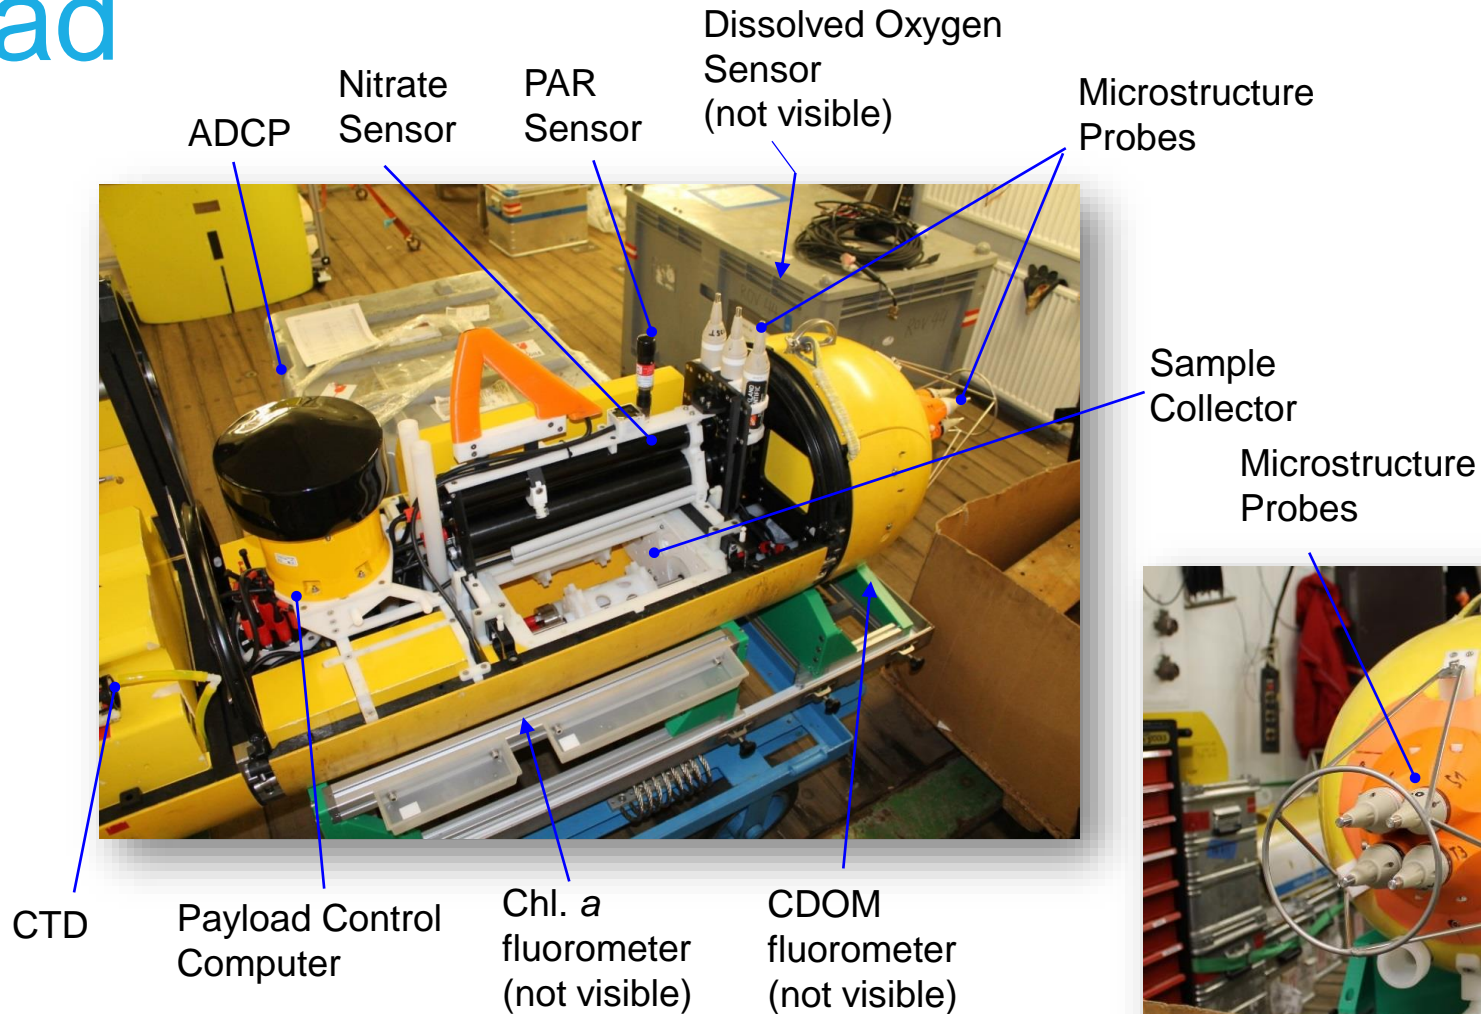 ad
Dissolved Oxygen
Sensor
(not visible)
Nitrate
Sensor
PAR
Sensor
Microstructure
Probes
ADCP
Sample
Collector
Microstructure
Probes
CTD
Payload Control
Computer
Chl. a
fluorometer
(not visible)
CDOM
fluorometer
(not visible)